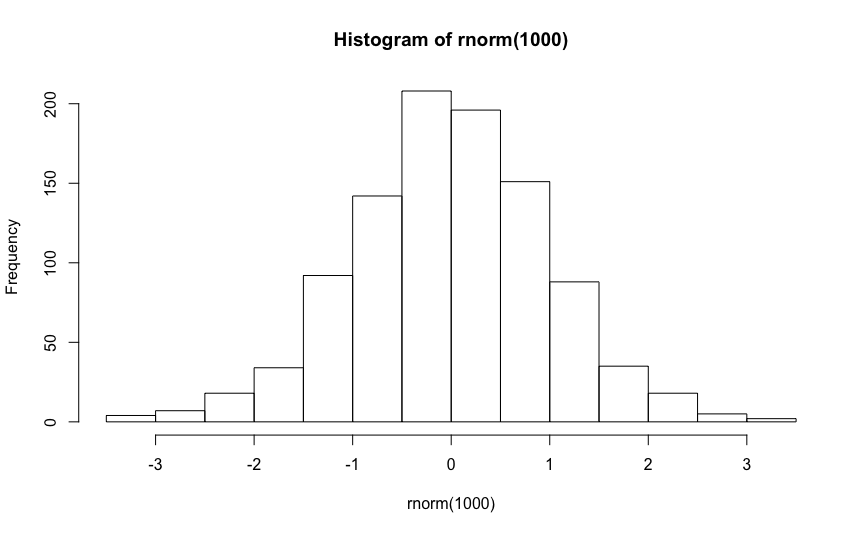 Histogram of rnorm(1000)
200
150
100
50
0
Frequency
-3 -2 -1 0 1 2 3
rnorm(1000)